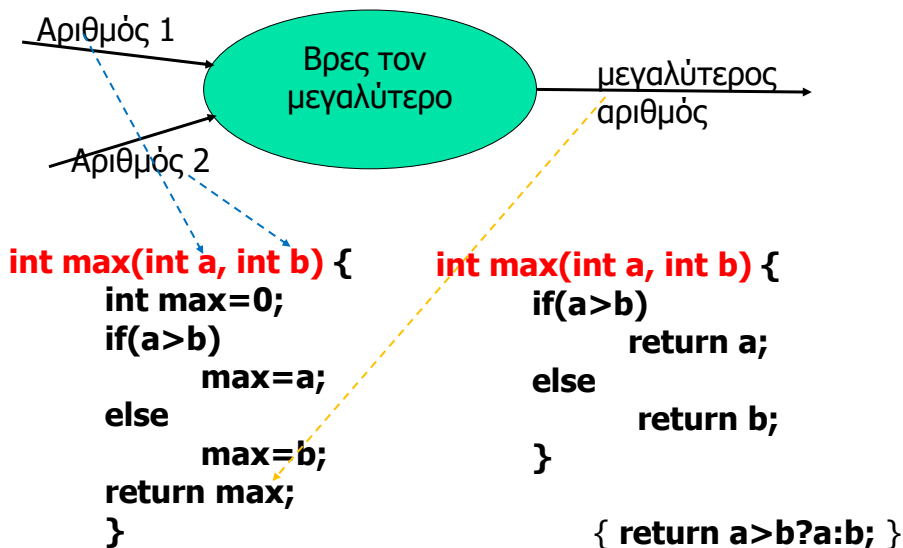 Αριθμός 1
Βρες τον
μεγαλύτερο
μεγαλύτερος
αριθμός
Αριθμός 2
int max(int a, int b) {
int max=0;
if(a>b)
max=a;
else
max=b;
return max;
}
int max(int a, int b) {
if(a>b)
return a;
else
return b;
}
{ return a>b?a:b; }